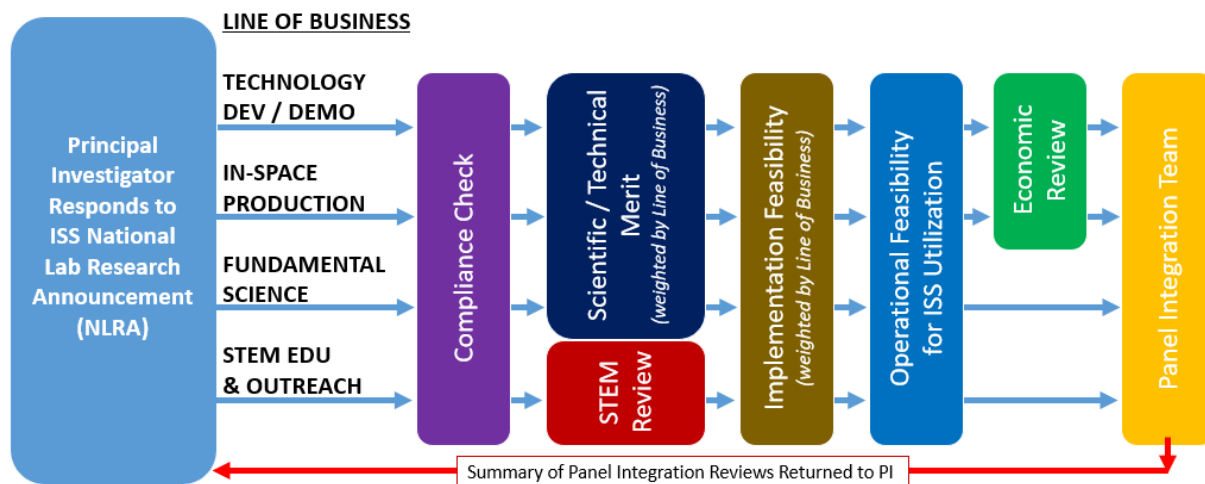 LINE OF BUSINESS
Principal
Investigator
Responds to
ISS National
Lab Research
Announcement
(NLRA)
TECHNOLOGY
DEV / DEMO
IN-SPACE
PRODUCTION
FUNDAMENTAL
SCIENCE
STEM EDU
& OUTREACH
Compliance Check
Scientific / Technical
Merit
(weighted by Line of Business)
STEM
Review
Implementation Feasibility
(weighted by Line of Business)
Operational Feasibility
for ISS Utilization
Economic
Review
Panel Integration Team
Summary of Panel Integration Reviews Returned to PI